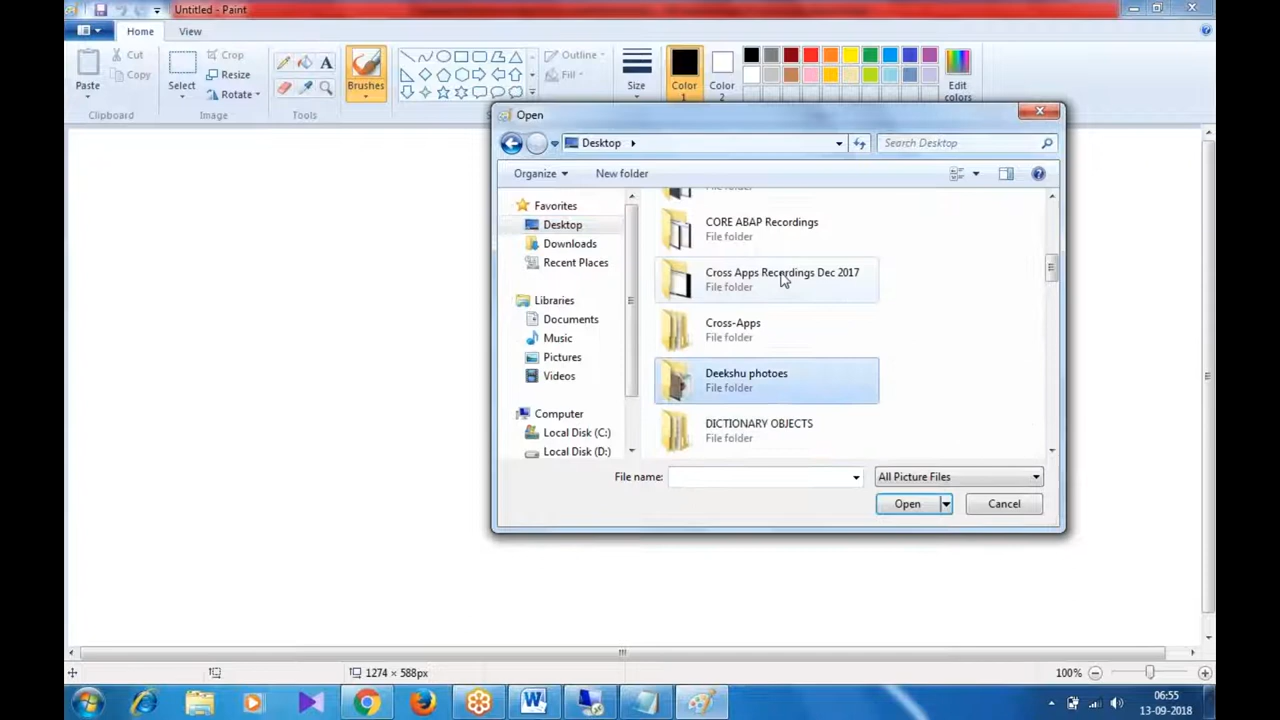 Untitled - Paint
Home
View
Paste
Cut
Copy
Clipboard
Select
Crop
Resize
Rotate
Image
Tools
Brushes
Outline
Fill
Size
Color 1
Color 2
Edit colors
Open
Desktop
Search Desktop
Organize
New folder
Favorites
Desktop
Downloads
Recent Places
Libraries
Documents
Music
Pictures
Videos
Computer
Local Disk (C:)
Local Disk (D:)
File folder
CORE ABAP Recordings
File folder
Cross Apps Recordings Dec 2017
File folder
Cross-Apps
File folder
Deekshu photoes
File folder
DICTIONARY OBJECTS
File folder
File name:
All Picture Files
Open
Cancel
1274 × 588px
100%
06:55
13-09-2018